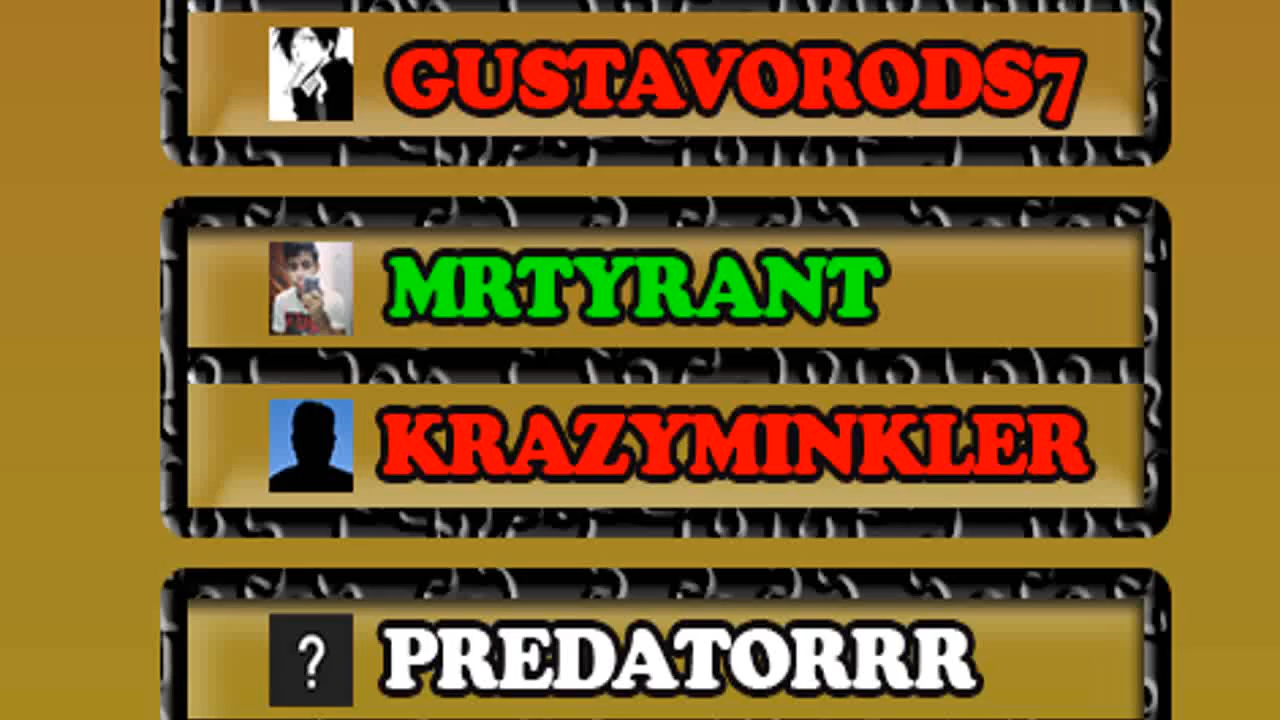 GUSTAVORODS7
MRTYRANT
KRAZYMINKLER
?
PREDATORRR